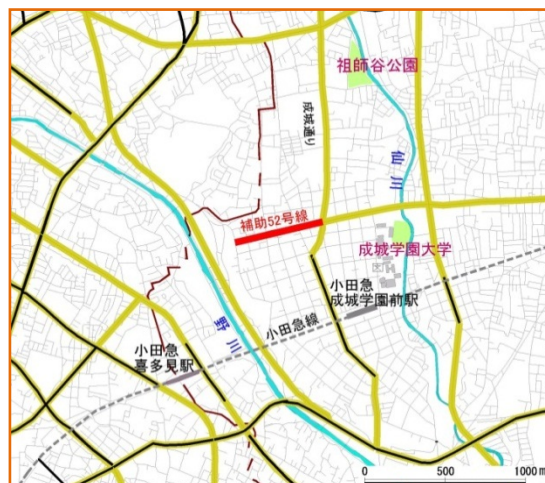 祖師谷公園
成城通り
仙川
補助52号線
成城学園大学
小田急
成城学園前駅
小田急線
野川
小田急
喜多見駅
0 500 1000m